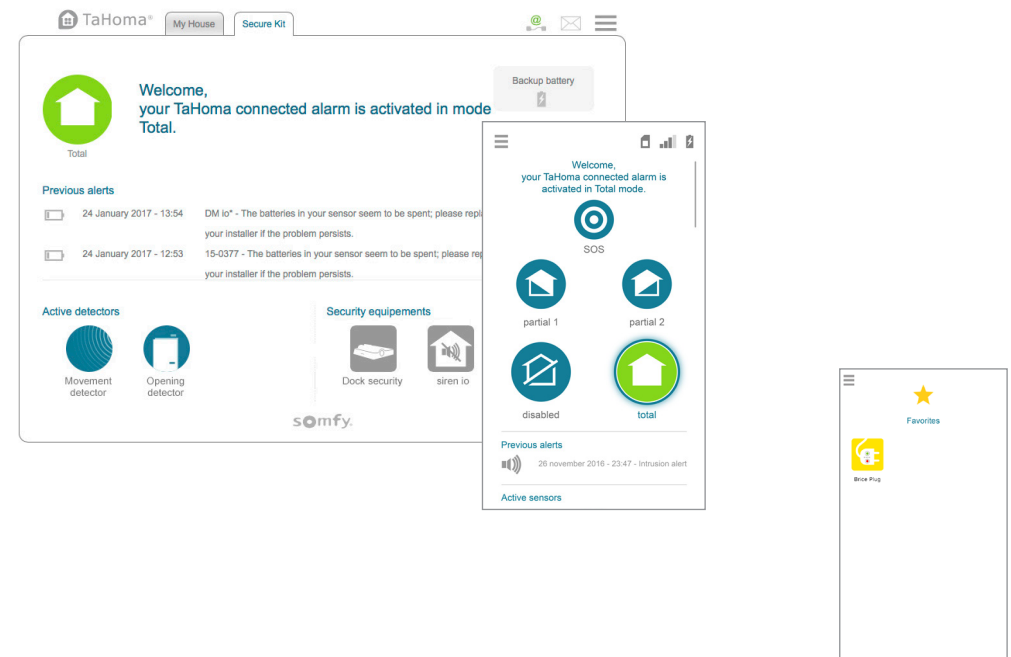 TaHoma®
My House
Secure Kit
@
Welcome,
your TaHoma connected alarm is activated in mode
Total.
Backup battery
Total
Previous alerts
24 January 2017 - 13:54 DM io* - The batteries in your sensor seem to be spent; please repl
your installer if the problem persists.
24 January 2017 - 12:53 15-0377 - The batteries in your sensor seem to be spent; please rep
your installer if the problem persists.
Active detectors
Movement
detector
Opening
detector
Security equipements
Dock security
siren io
somfy.
Welcome,
your TaHoma connected alarm is
activated in Total mode.
SOS
partial 1
partial 2
disabled
total
Previous alerts
26 november 2016 - 23:47 - Intrusion alert
Active sensors
Favorites
Brice Plug